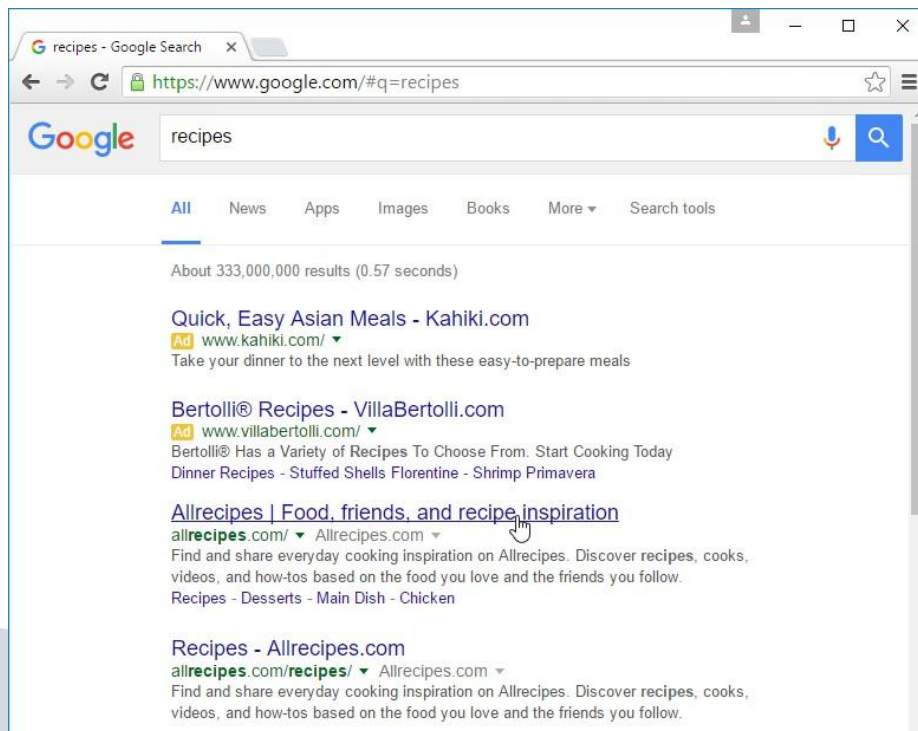 recipes - Google Search
https://www.google.com/#q=recipes
Google
recipes
All News Apps Images Books More Search tools
About 333,000,000 results (0.57 seconds)
Quick, Easy Asian Meals - Kahiki.com
Ad www.kahiki.com/
Take your dinner to the next level with these easy-to-prepare meals
Bertolli® Recipes - VillaBertolli.com
Ad www.villabertolli.com/
Bertolli® Has a Variety of Recipes To Choose From. Start Cooking Today
Dinner Recipes - Stuffed Shells Florentine - Shrimp Primavera
Allrecipes | Food, friends, and recipe inspiration
allrecipes.com/ Allrecipes.com
Find and share everyday cooking inspiration on Allrecipes. Discover recipes, cooks,
videos, and how-tos based on the food you love and the friends you follow.
Recipes - Desserts - Main Dish - Chicken
Recipes - Allrecipes.com
allrecipes.com/recipes/ Allrecipes.com
Find and share everyday cooking inspiration on Allrecipes. Discover recipes, cooks,
videos, and how-tos based on the food you love and the friends you follow.